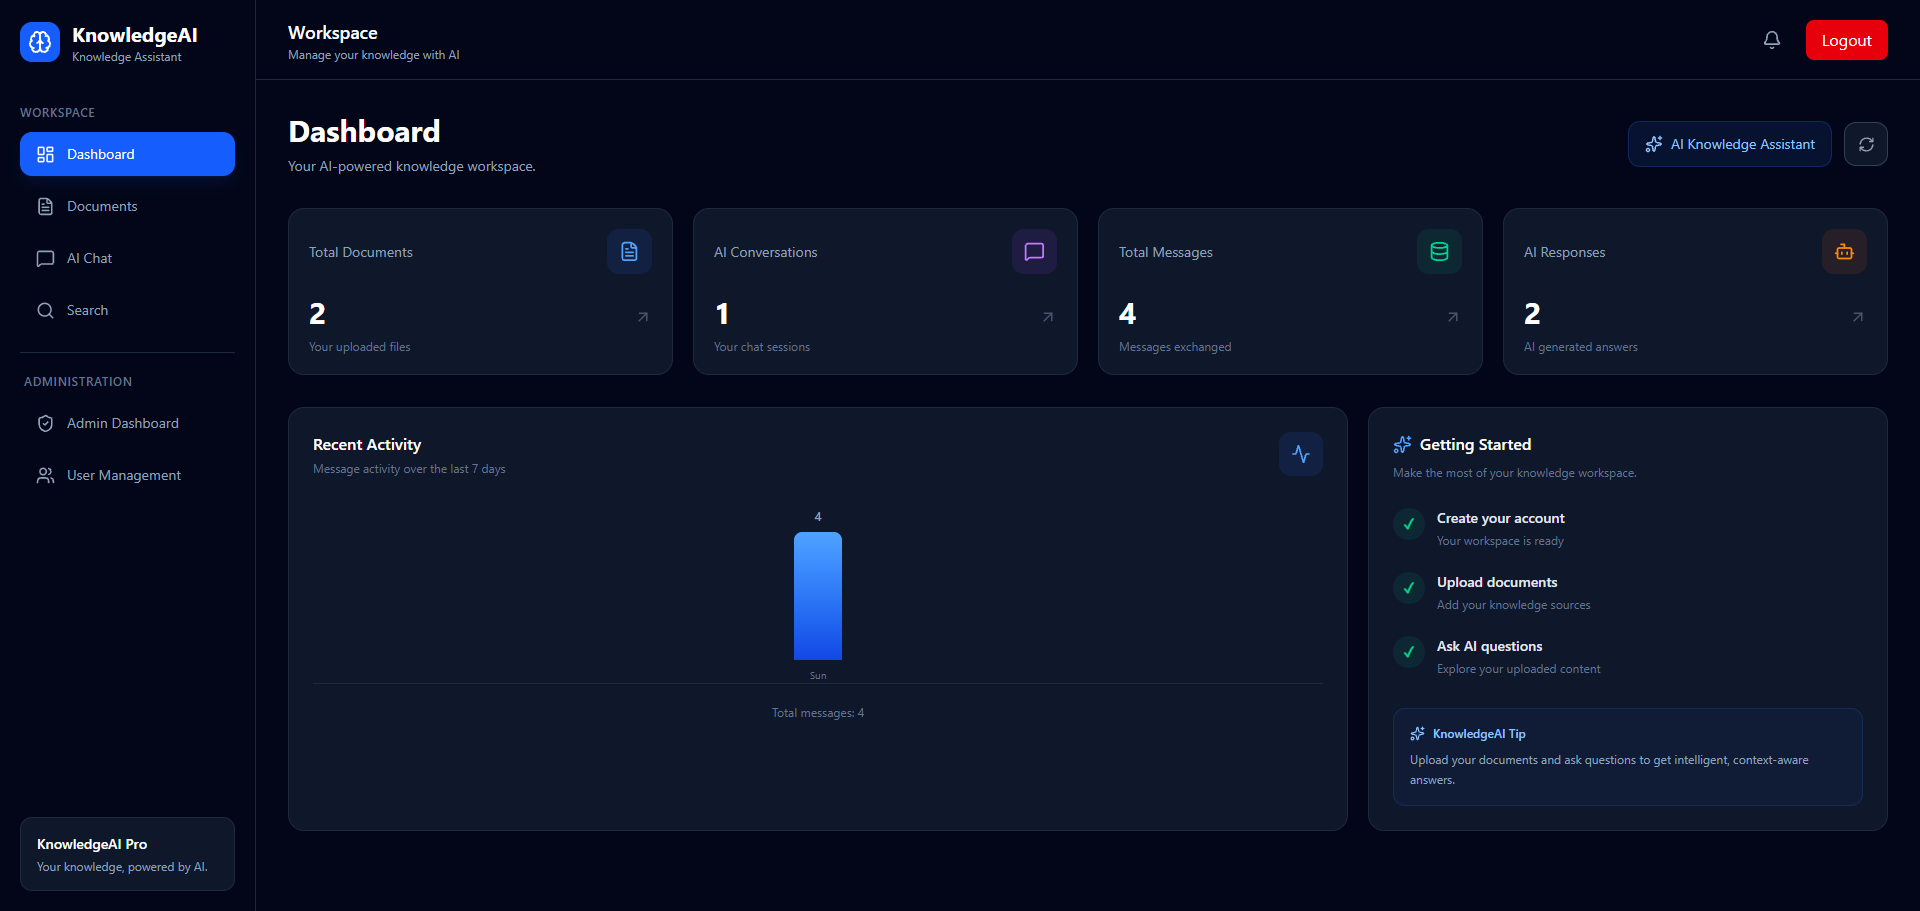 KnowledgeAI
Knowledge Assistant
WORKSPACE
Dashboard
Documents
AI Chat
Search
ADMINISTRATION
Admin Dashboard
User Management
KnowledgeAI Pro
Your knowledge, powered by AI.
Workspace
Manage your knowledge with AI
Logout
Dashboard
Your AI-powered knowledge workspace.
AI Knowledge Assistant
Total Documents
2
Your uploaded files
AI Conversations
1
Your chat sessions
Total Messages
4
Messages exchanged
AI Responses
2
AI generated answers
Recent Activity
Message activity over the last 7 days
4
Sun
Total messages: 4
Getting Started
Make the most of your knowledge workspace.
Create your account
Your workspace is ready
Upload documents
Add your knowledge sources
Ask AI questions
Explore your uploaded content
KnowledgeAI Tip
Upload your documents and ask questions to get intelligent, context-aware
answers.